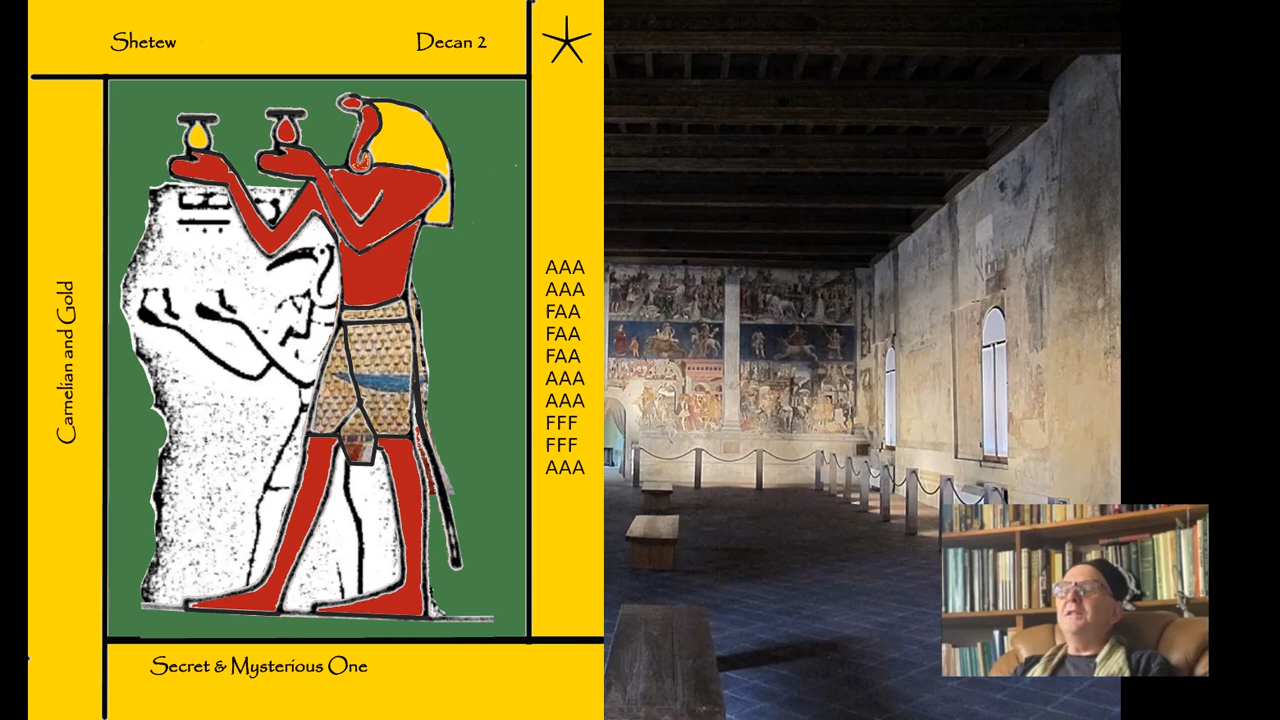 Shetew
Decan 2
Carnelian and Gold
AAA
AAA
FAA
FAA
FAA
AAA
AAA
FFF
FFF
AAA
Secret & Mysterious One